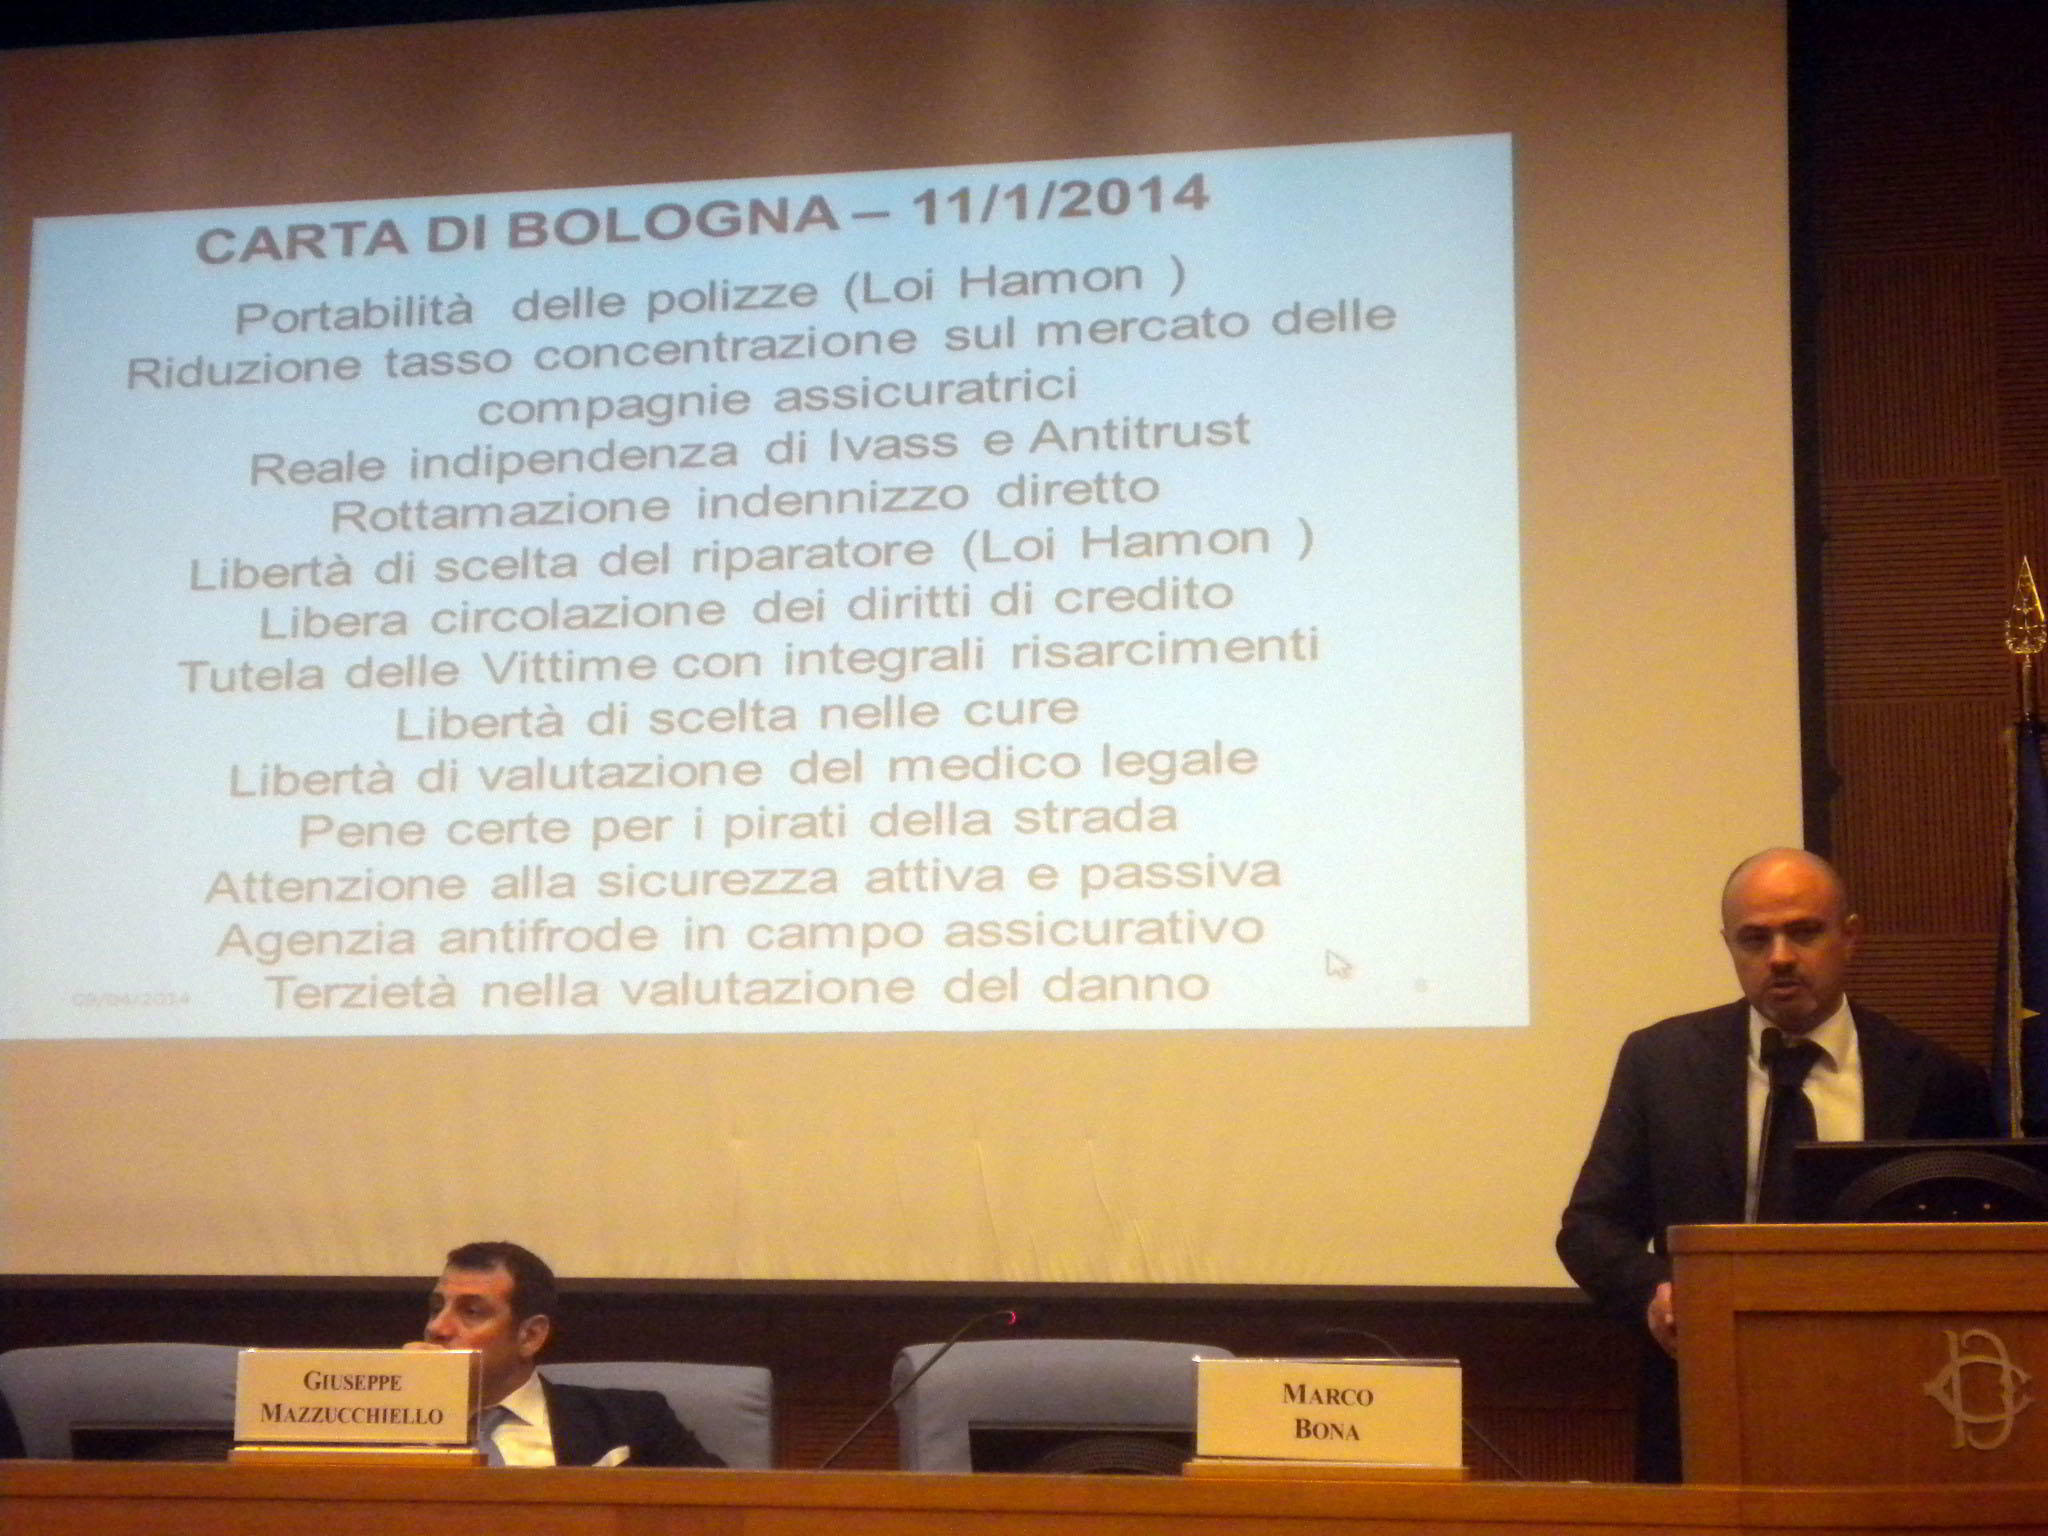 CARTA DI BOLOGNA – 11/1/2014
Portabilità delle polizze (Loi Hamon )
Riduzione tasso concentrazione sul mercato delle
compagnie assicuratrici
Reale indipendenza di Ivass e Antitrust
Rottamazione indennizzo diretto
Libertà di scelta del riparatore (Loi Hamon )
Libera circolazione dei diritti di credito
Tutela delle Vittime con integrali risarcimenti
Libertà di scelta nelle cure
Libertà di valutazione del medico legale
Pene certe per i pirati della strada
Attenzione alla sicurezza attiva e passiva
Agenzia antifrode in campo assicurativo
Terzietà nella valutazione del danno
09/04/2014
GIUSEPPE
MAZZUCCHIELLO
MARCO
BONA